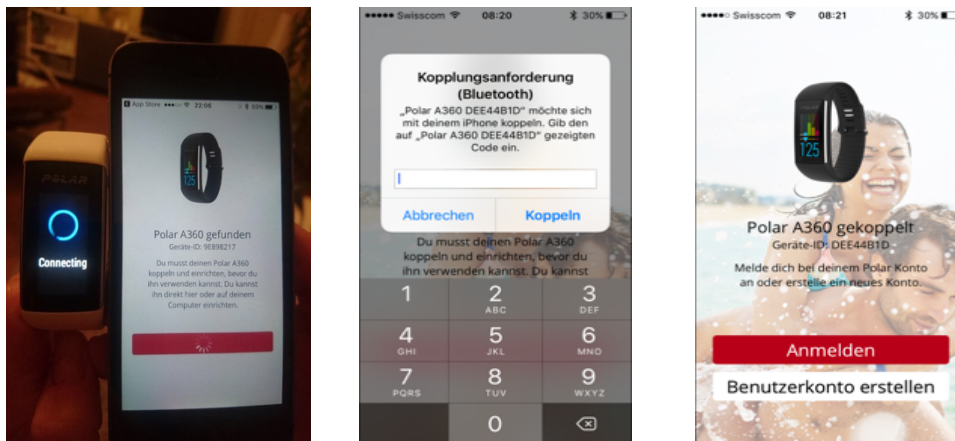 POLAR
Connecting
App Store 22:06 93%
125
Polar A360 gefunden
Geräte-ID: 9E898217
Du musst deinen Polar A360
koppeln und einrichten, bevor du
ihn verwenden kannst. Du kannst
ihn direkt hier oder auf deinem
Computer einrichten.
Swisscom 08:20 30%
Kopplungsanforderung
(Bluetooth)
„Polar A360 DEE44B1D“ möchte sich
mit deinem iPhone koppeln. Gib den
auf „Polar A360 DEE44B1D“ gezeigten
Code ein.
Abbrechen Koppeln
Du musst deinen Polar A360
koppeln und einrichten, bevor du
ihn verwenden kannst. Du kannst
1 2 3
ABC DEF
4 5 6
GHI JKL MNO
7 8 9
PQRS TUV WXYZ
0
Swisscom 08:21 30%
125
Polar A360 gekoppelt
Geräte-ID: DEE44B1D
Melde dich bei deinem Polar Konto
an oder erstelle ein neues Konto.
Anmelden
Benutzerkonto erstellen